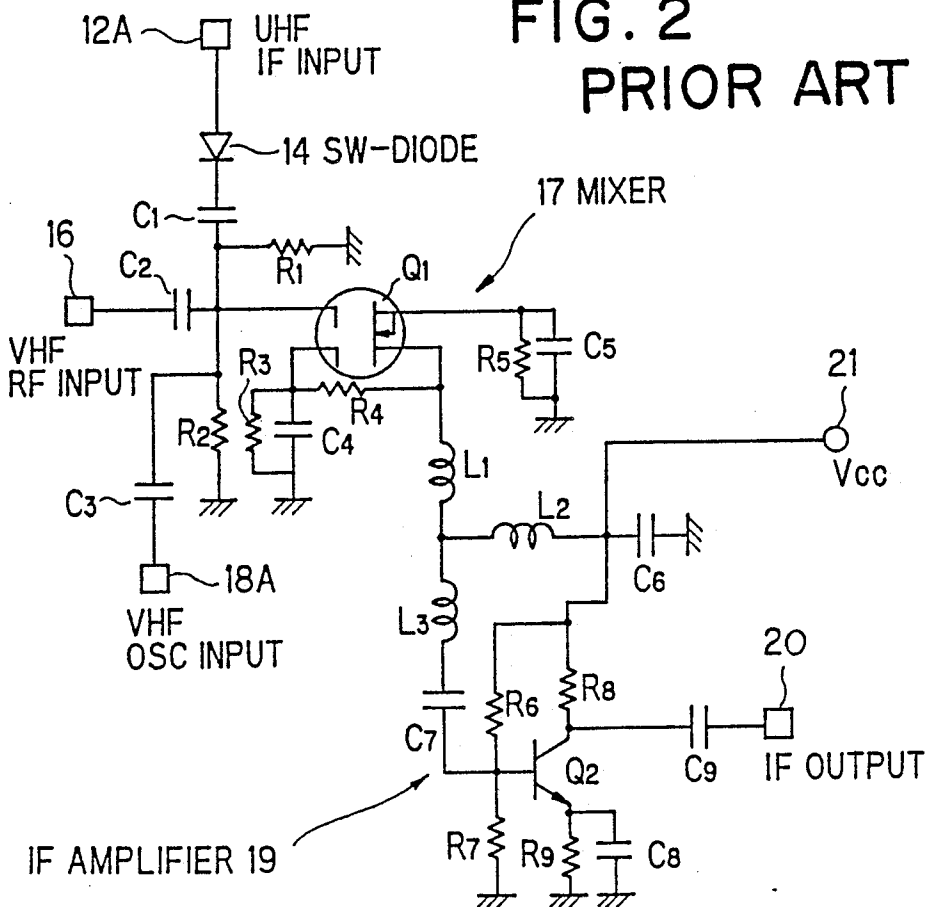 FIG. 2
PRIOR ART
12A
UHF
IF INPUT
14 SW-DIODE
C1
17 MIXER
16
C2
R1
Q1
VHF
RF INPUT
R3
R4
R5
C5
21
R2
C4
Vcc
L1
C3
L2
C6
18A
VHF
OSC INPUT
L3
20
R6
R8
C7
C9
IF OUTPUT
Q2
IF AMPLIFIER 19
R7
R9
C8